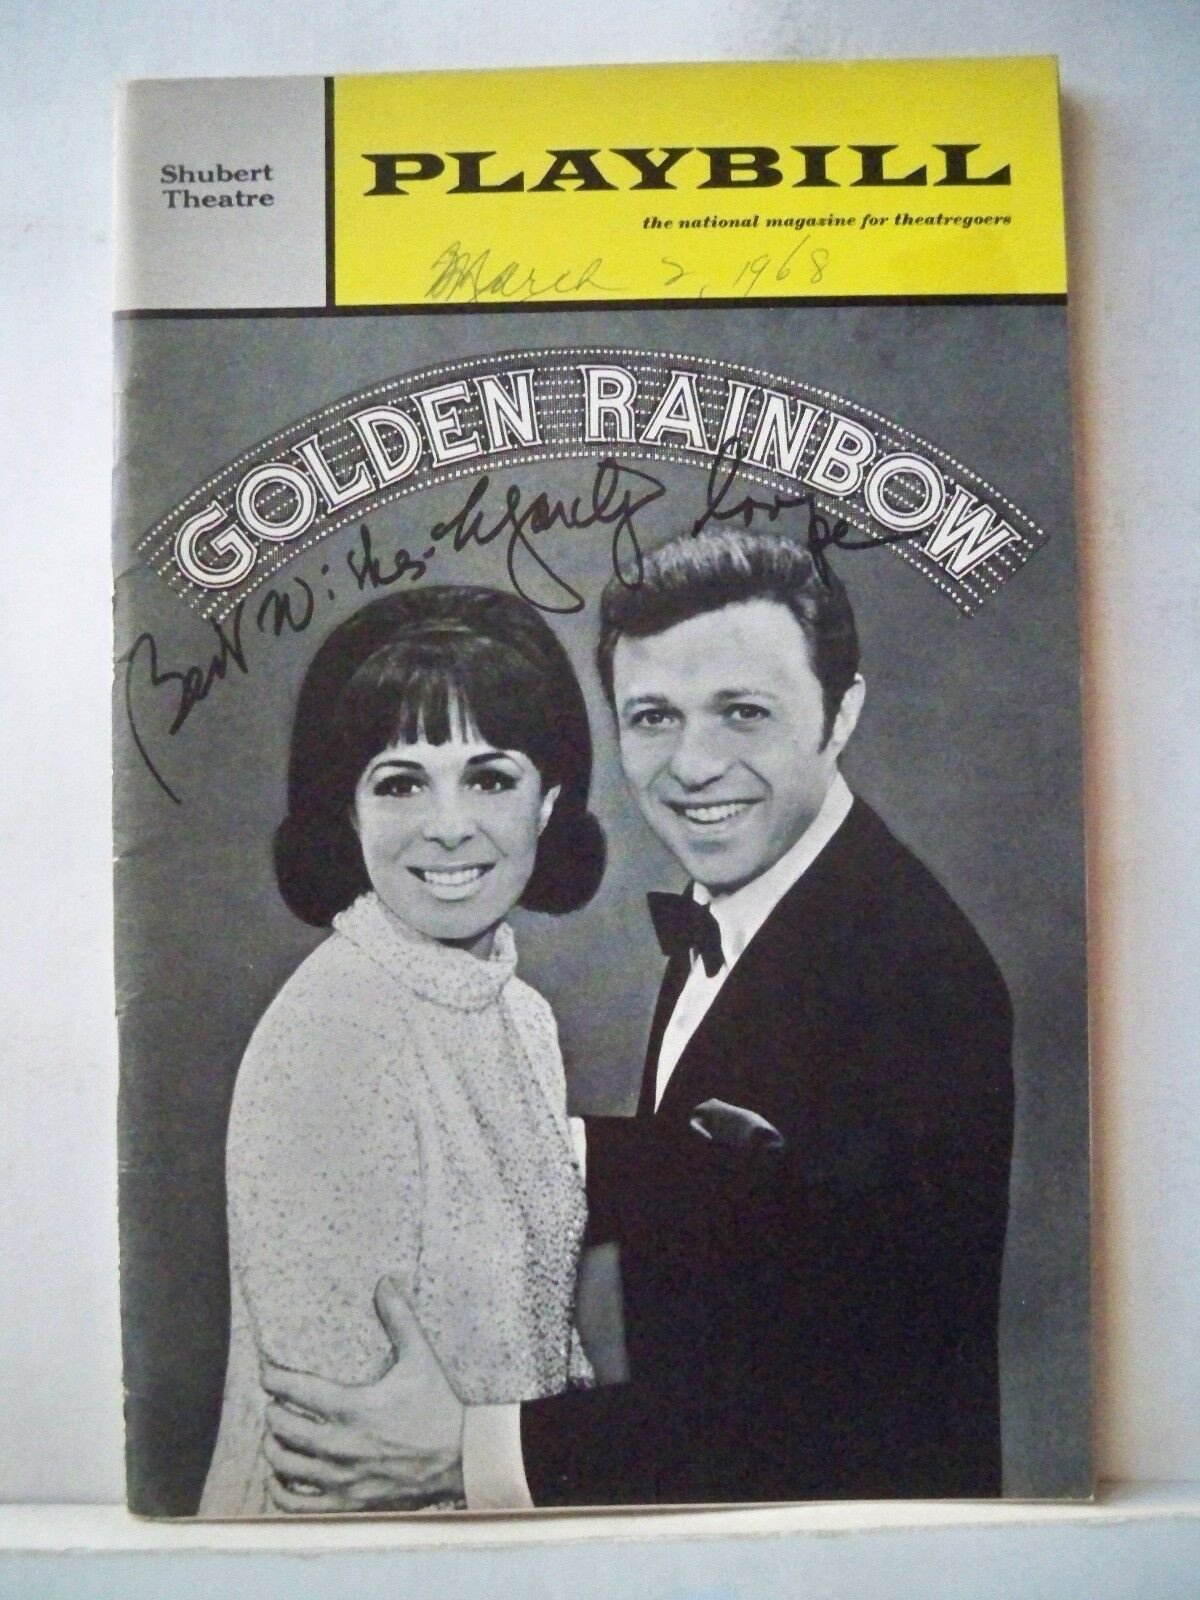 Shubert
Theatre
PLAYBILL
the national magazine for theatregoers
March 2, 1968
GOLDEN RAINBOW
Best Wishes